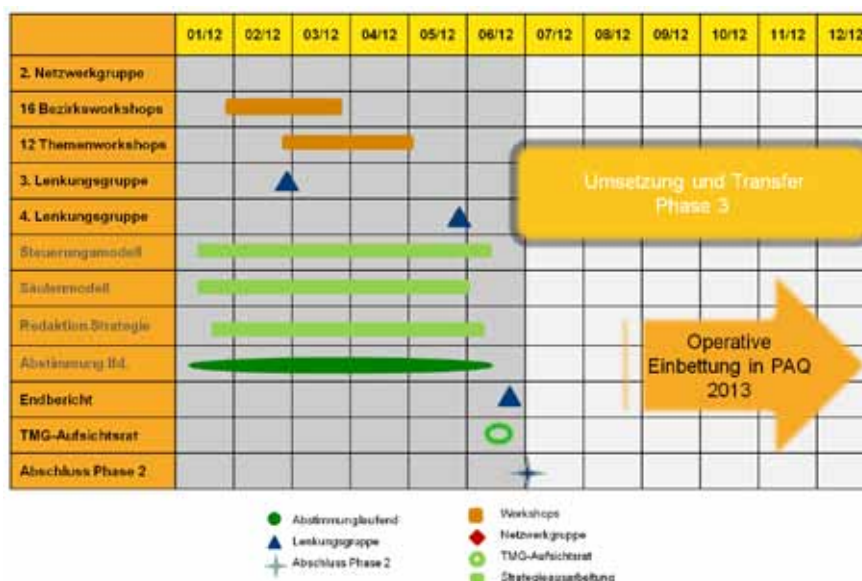 01/12 02/12 03/12 04/12 05/12 06/12 07/12 08/12 09/12 10/12 11/12 12/12
2. Netzwerkgruppe
16 Bezirksworkshops
12 Themenworkshops
3. Lenkungsgruppe
4. Lenkungsgruppe
Steuerungsmodell
Säulenmodell
Redaktion Strategie
Abstimmung lfd.
Endbericht
TMG-Aufsichtsrat
Abschluss Phase 2
Umsetzung und Transfer
Phase 3
Operative
Einbettung in PAQ
2013
Abstimmunglaufend
Lenkungsgruppe
Abschluss Phase 2
Workshops
Netzwerkgruppe
TMG-Aufsichtsrat
Strategieausarbeitung